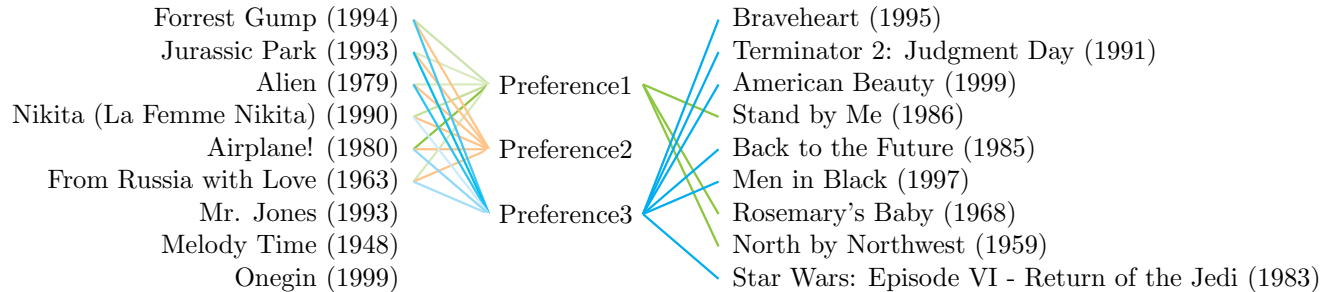 Forrest Gump (1994)
Jurassic Park (1993)
Alien (1979)
Nikita (La Femme Nikita) (1990)
Airplane! (1980)
From Russia with Love (1963)
Mr. Jones (1993)
Melody Time (1948)
Onegin (1999)
Preference1
Preference2
Preference3
Braveheart (1995)
Terminator 2: Judgment Day (1991)
American Beauty (1999)
Stand by Me (1986)
Back to the Future (1985)
Men in Black (1997)
Rosemary's Baby (1968)
North by Northwest (1959)
Star Wars: Episode VI - Return of the Jedi (1983)